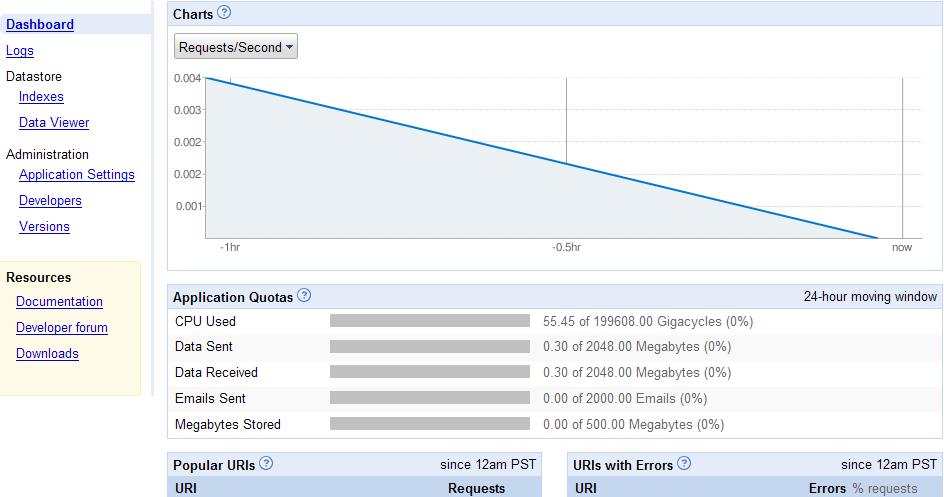 Dashboard
Logs
Datastore
Indexes
Data Viewer
Administration
Application Settings
Developers
Versions
Resources
Documentation
Developer forum
Downloads
Charts ?
Requests/Second
0.004
0.003
0.002
0.002
0.001
-1hr -0.5hr now
Application Quotas ? 24-hour moving window
CPU Used 55.45 of 199608.00 Gigacycles (0%)
Data Sent 0.30 of 2048.00 Megabytes (0%)
Data Received 0.30 of 2048.00 Megabytes (0%)
Emails Sent 0.00 of 2000.00 Emails (0%)
Megabytes Stored 0.00 of 500.00 Megabytes (0%)
Popular URIs ? since 12am PST
URI Requests
URIs with Errors ? since 12am PST
URI Errors % requests